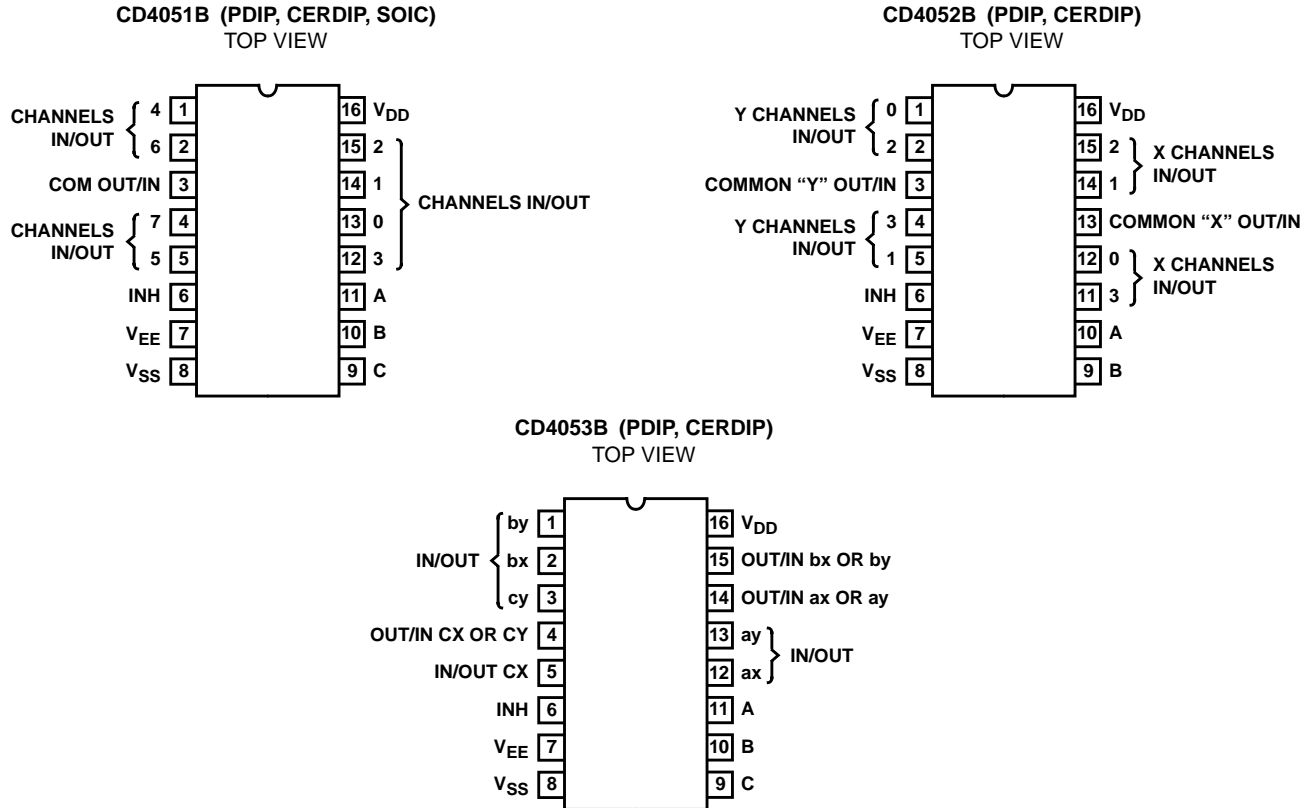 CD4051B (PDIP, CERDIP, SOIC)
TOP VIEW
CHANNELS
IN/OUT
4 1
6 2
COM OUT/IN 3
CHANNELS
IN/OUT
7 4
5 5
INH 6
VEE 7
VSS 8
16 VDD
15 2
14 1
13 0
12 3
CHANNELS IN/OUT
11 A
10 B
9 C
CD4052B (PDIP, CERDIP)
TOP VIEW
Y CHANNELS
IN/OUT
0 1
2 2
COMMON “Y” OUT/IN 3
Y CHANNELS
IN/OUT
3 4
1 5
INH 6
VEE 7
VSS 8
16 VDD
15 2
14 1
X CHANNELS
IN/OUT
13 COMMON “X” OUT/IN
12 0
11 3
X CHANNELS
IN/OUT
10 A
9 B
CD4053B (PDIP, CERDIP)
TOP VIEW
IN/OUT
by 1
bx 2
cy 3
OUT/IN CX OR CY 4
IN/OUT CX 5
INH 6
VEE 7
VSS 8
16 VDD
15 OUT/IN bx OR by
14 OUT/IN ax OR ay
13 ay
12 ax
IN/OUT
11 A
10 B
9 C